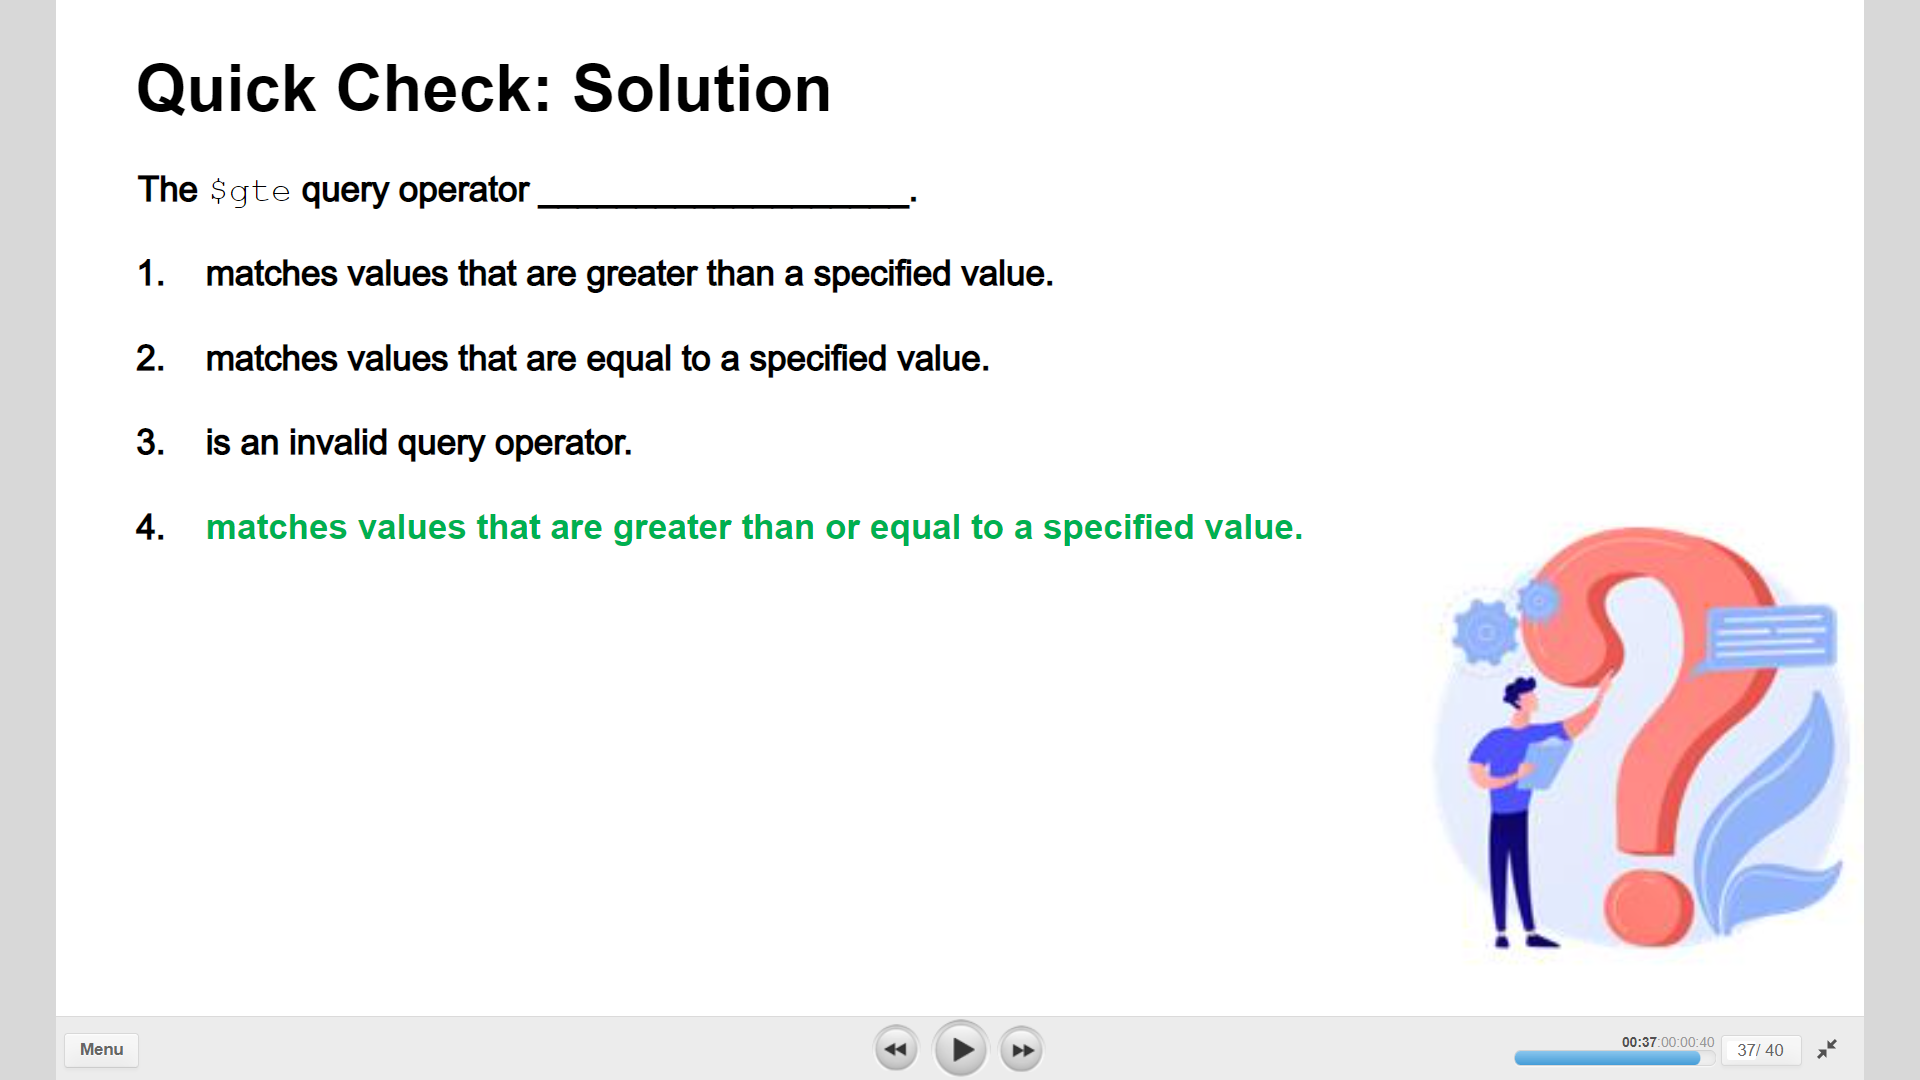 Quick Check: Solution
The $gte query operator ___________________.
1. matches values that are greater than a specified value.
2. matches values that are equal to a specified value.
3. is an invalid query operator.
4. matches values that are greater than or equal to a specified value.
Menu
00:37:00:00:40
37/ 40